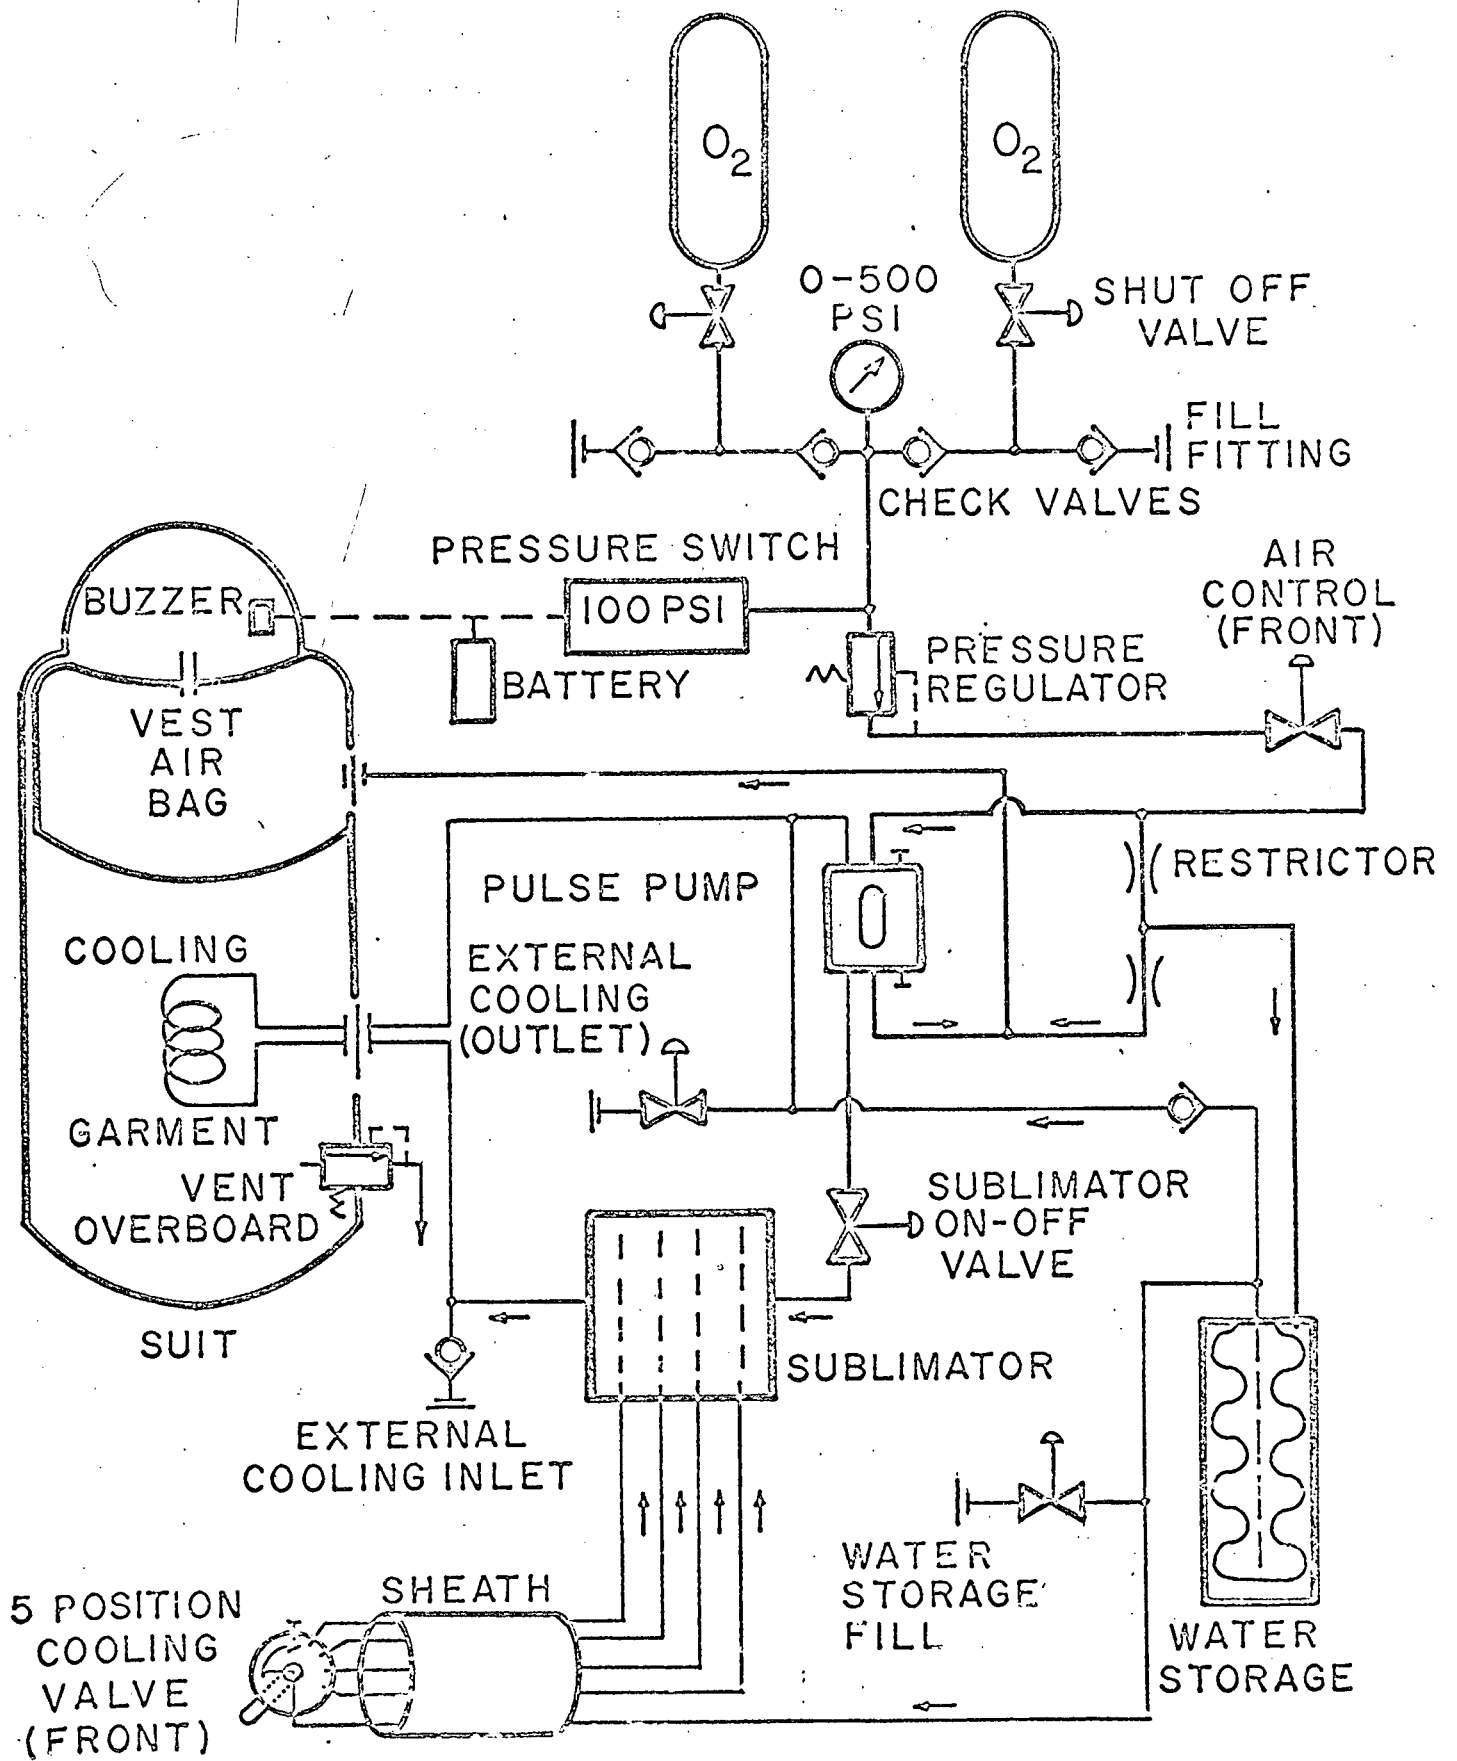 O2
O2
0-500
PSI
SHUT OFF
VALVE
FILL
FITTING
CHECK VALVES
PRESSURE SWITCH
100 PSI
BUZZER
BATTERY
PRESSURE
REGULATOR
AIR
CONTROL
(FRONT)
VEST
AIR
BAG
RESTRICTOR
PULSE PUMP
COOLING
GARMENT
EXTERNAL
COOLING
(OUTLET)
VENT
OVERBOARD
SUBLIMATOR
ON-OFF
VALVE
SUIT
SUBLIMATOR
EXTERNAL
COOLING INLET
WATER
STORAGE
FILL
WATER
STORAGE
SHEATH
5 POSITION
COOLING
VALVE
(FRONT)